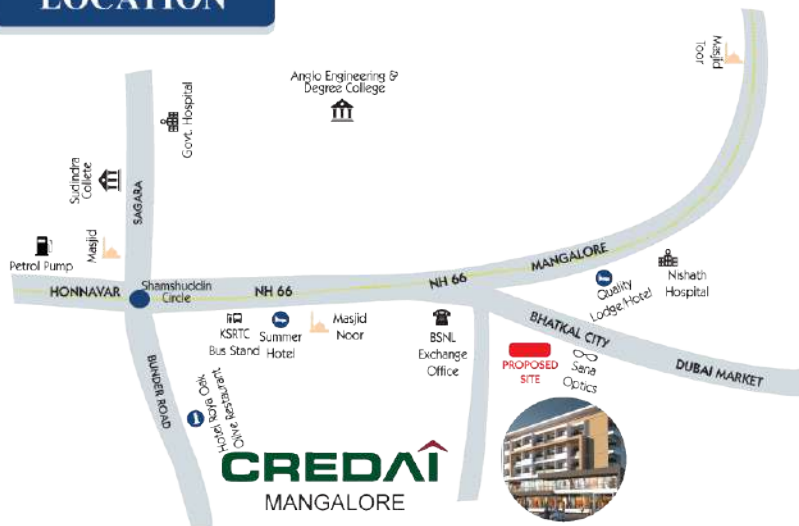 LOCATION
Masjid
Toor
Anglo Engineering &
Degree College
Govt. Hospital
Sudindra
Collete
SAGARA
Masjid
Petrol Pump
HONNAVAR
Shamshuddin
Circle
NH 66
NH 66
MANGALORE
Nishath
Hospital
Quality
Lodge/Hotel
KSRTC
Bus Stand
Summer
Hotel
Masjid
Noor
BSNL
Exchange
Office
BHATKAL CITY
DUBAI MARKET
PROPOSED
SITE
Sana
Optics
BUNDER ROAD
Hotel Roya Oak
Olive Restaurant
CREDAI
MANGALORE